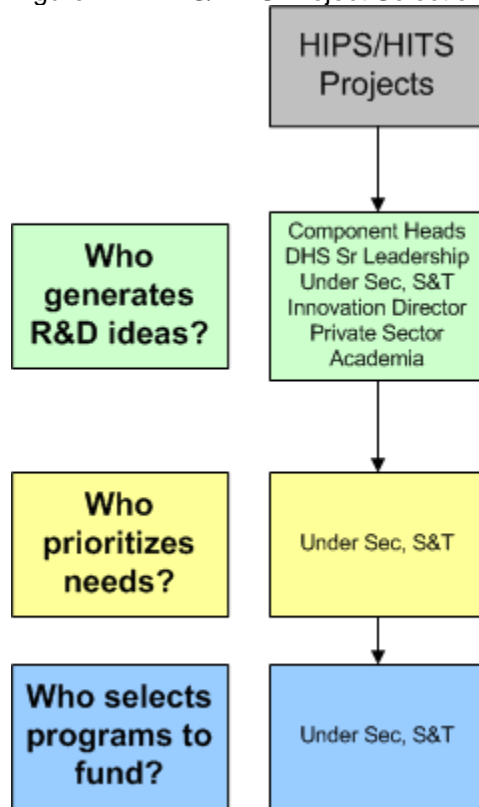 HIPS/HITS
Projects
Who
generates
R&D ideas?
Component Heads
DHS Sr Leadership
Under Sec, S&T
Innovation Director
Private Sector
Academia
Who
prioritizes
needs?
Under Sec, S&T
Who selects
programs to
fund?
Under Sec, S&T